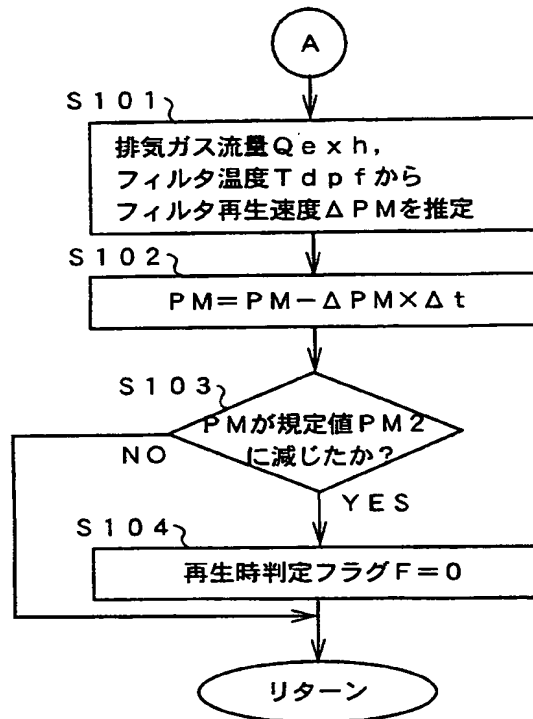 A
S101
排気ガス流量Qexh,
フィルタ温度Tdpfから
フィルタ再生速度ΔPMを推定
S102
PM=PM−ΔPM×Δt
S103
PMが規定値PM2
に減じたか？
NO
YES
S104
再生時判定フラグF=0
リターン